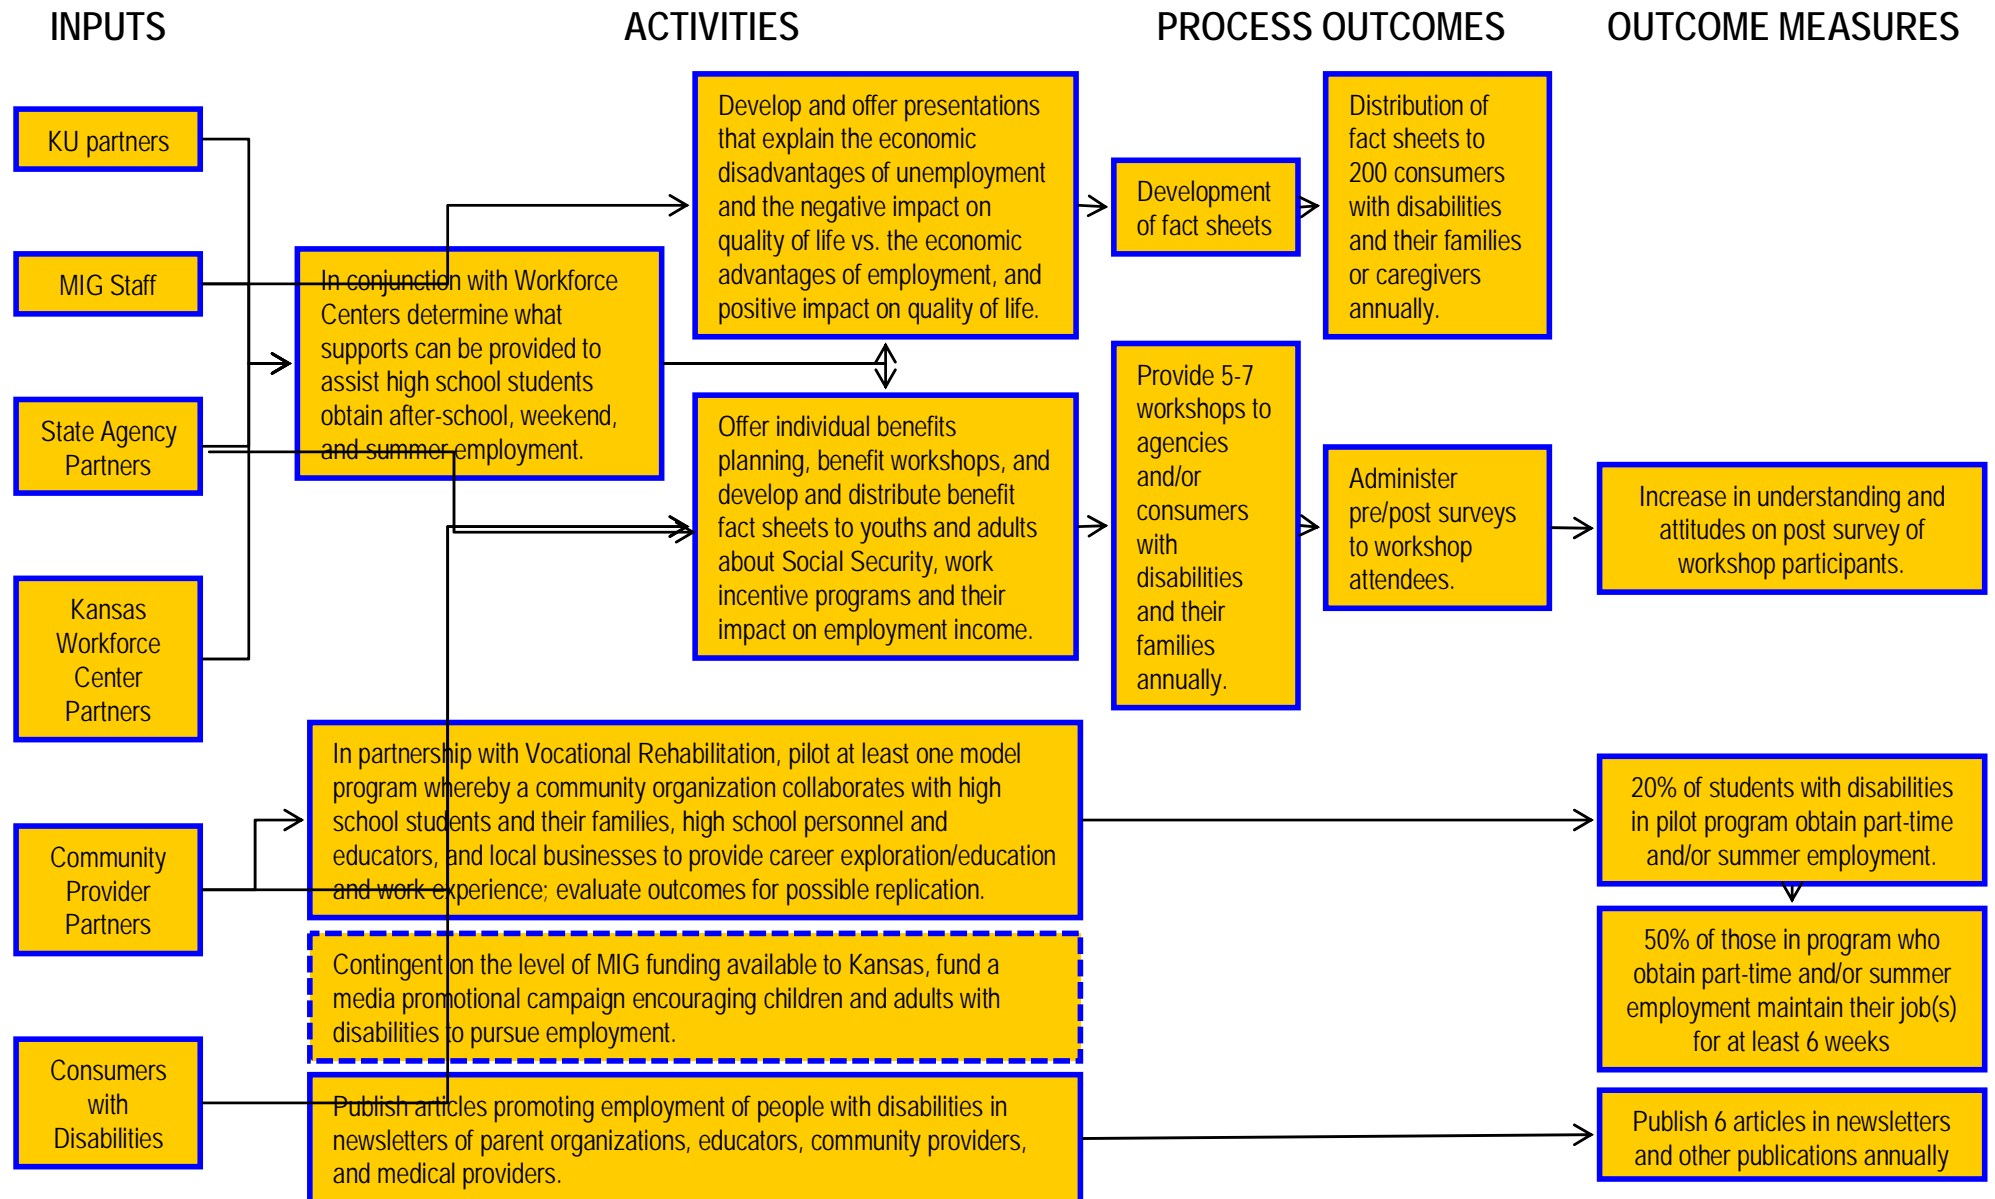 INPUTS
ACTIVITIES
PROCESS OUTCOMES
OUTCOME MEASURES
KU partners
MIG Staff
State Agency
Partners
Kansas
Workforce
Center
Partners
Community
Provider
Partners
Consumers
with
Disabilities
In conjunction with Workforce
Centers determine what
supports can be provided to
assist high school students
obtain after-school, weekend,
and summer employment.
Develop and offer presentations
that explain the economic
disadvantages of unemployment
and the negative impact on
quality of life vs. the economic
advantages of employment, and
positive impact on quality of life.
Offer individual benefits
planning, benefit workshops, and
develop and distribute benefit
fact sheets to youths and adults
about Social Security, work
incentive programs and their
impact on employment income.
In partnership with Vocational Rehabilitation, pilot at least one model
program whereby a community organization collaborates with high
school students and their families, high school personnel and
educators, and local businesses to provide career exploration/education
and work experience; evaluate outcomes for possible replication.
Contingent on the level of MIG funding available to Kansas, fund a
media promotional campaign encouraging children and adults with
disabilities to pursue employment.
Publish articles promoting employment of people with disabilities in
newsletters of parent organizations, educators, community providers,
and medical providers.
Development
of fact sheets
Distribution of
fact sheets to
200 consumers
with disabilities
and their families
or caregivers
annually.
Provide 5-7
workshops to
agencies
and/or
consumers
with
disabilities
and their
families
annually.
Administer
pre/post surveys
to workshop
attendees.
Increase in understanding and
attitudes on post survey of
workshop participants.
20% of students with disabilities
in pilot program obtain part-time
and/or summer employment.
50% of those in program who
obtain part-time and/or summer
employment maintain their job(s)
for at least 6 weeks
Publish 6 articles in newsletters
and other publications annually